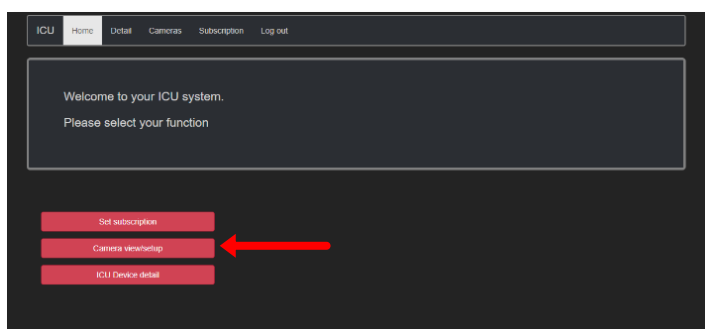 ICU Home Detail Cameras Subscription Log out
Welcome to your ICU system.
Please select your function
Set subscription
Camera view/setup
ICU Device detail